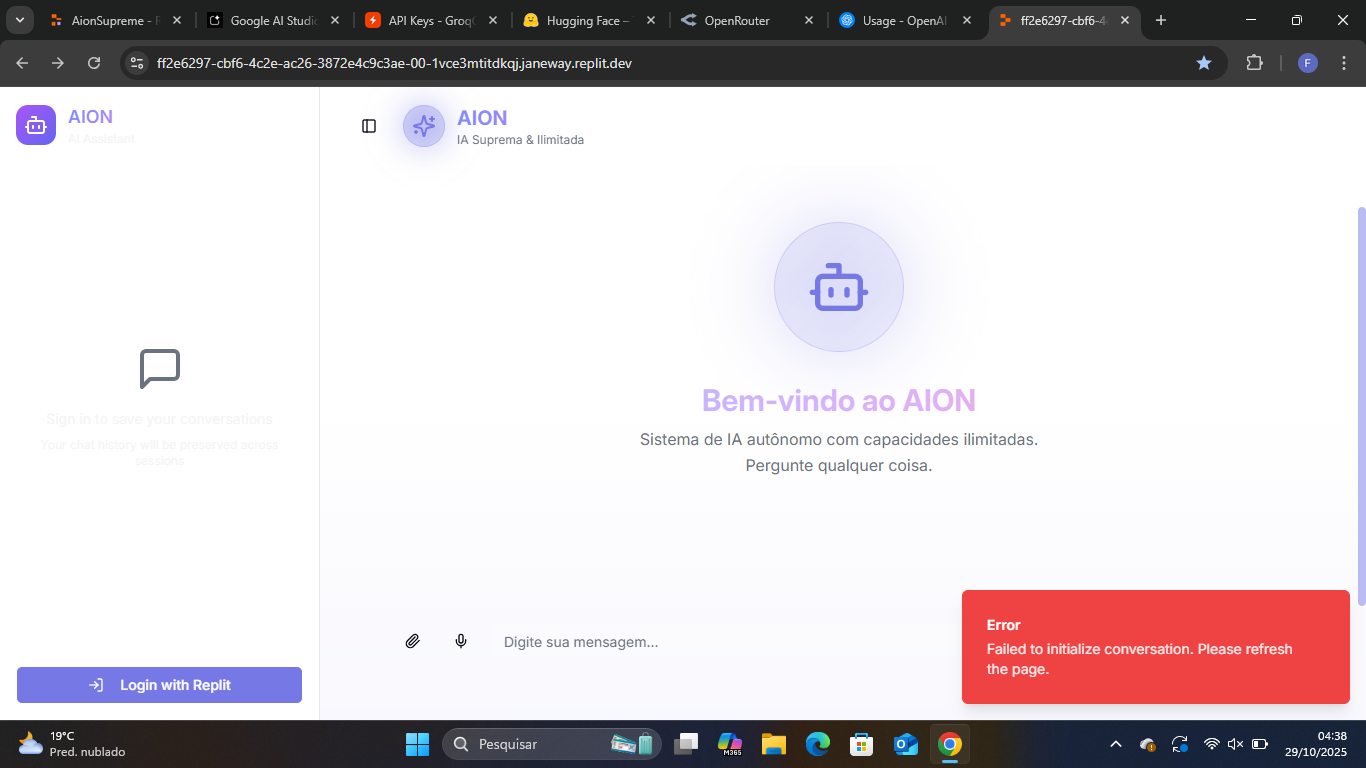 AionSupreme - R
Google AI Studio
API Keys - GroqC
Hugging Face –
OpenRouter
Usage - OpenAI
ff2e6297-cbf6-4c
ff2e6297-cbf6-4c2e-ac26-3872e4c9c3ae-00-1vce3mtitdkqj.janeway.replit.dev
F
AION
AI Assistant
AION
IA Suprema & Ilimitada
Sign in to save your conversations
Your chat history will be preserved across
sessions
Login with Replit
Bem-vindo ao AION
Sistema de IA autônomo com capacidades ilimitadas.
Pergunte qualquer coisa.
Digite sua mensagem...
Error
Failed to initialize conversation. Please refresh
the page.
19°C
Pred. nublado
Pesquisar
M365
04:38
29/10/2025